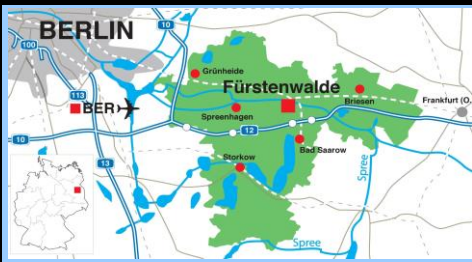 BERLIN
10
100
Grünheide
113
Fürstenwalde
BER
Spreenhagen
Briesen
Frankfurt (O.)
12
10
13
Storkow
Bad Saarow
Spree
Spree